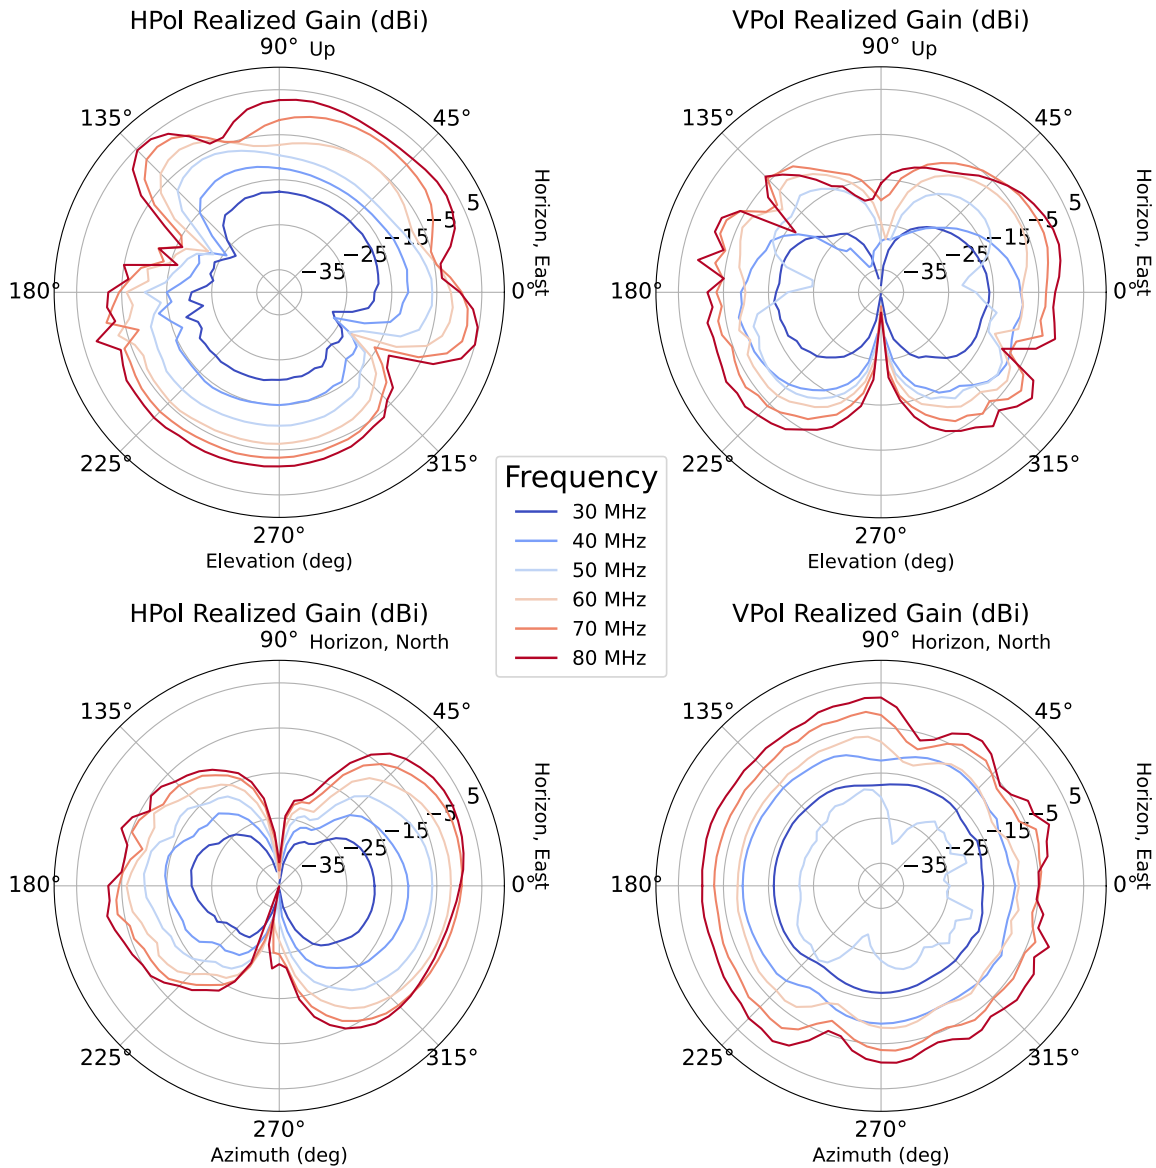 HPol Realized Gain (dBi)
90° Up
135°
45°
Horizon, East
5
−5
−15
−25
−35
180°
0°
225°
315°
270°
Elevation (deg)
VPol Realized Gain (dBi)
90° Up
135°
45°
Horizon, East
5
−5
−15
−25
−35
180°
0°
225°
315°
270°
Elevation (deg)
Frequency
30 MHz
40 MHz
50 MHz
60 MHz
70 MHz
80 MHz
HPol Realized Gain (dBi)
90° Horizon, North
135°
45°
Horizon, East
5
−5
−15
−25
−35
180°
0°
225°
315°
270°
Azimuth (deg)
VPol Realized Gain (dBi)
90° Horizon, North
135°
45°
Horizon, East
5
−5
−15
−25
−35
180°
0°
225°
315°
270°
Azimuth (deg)